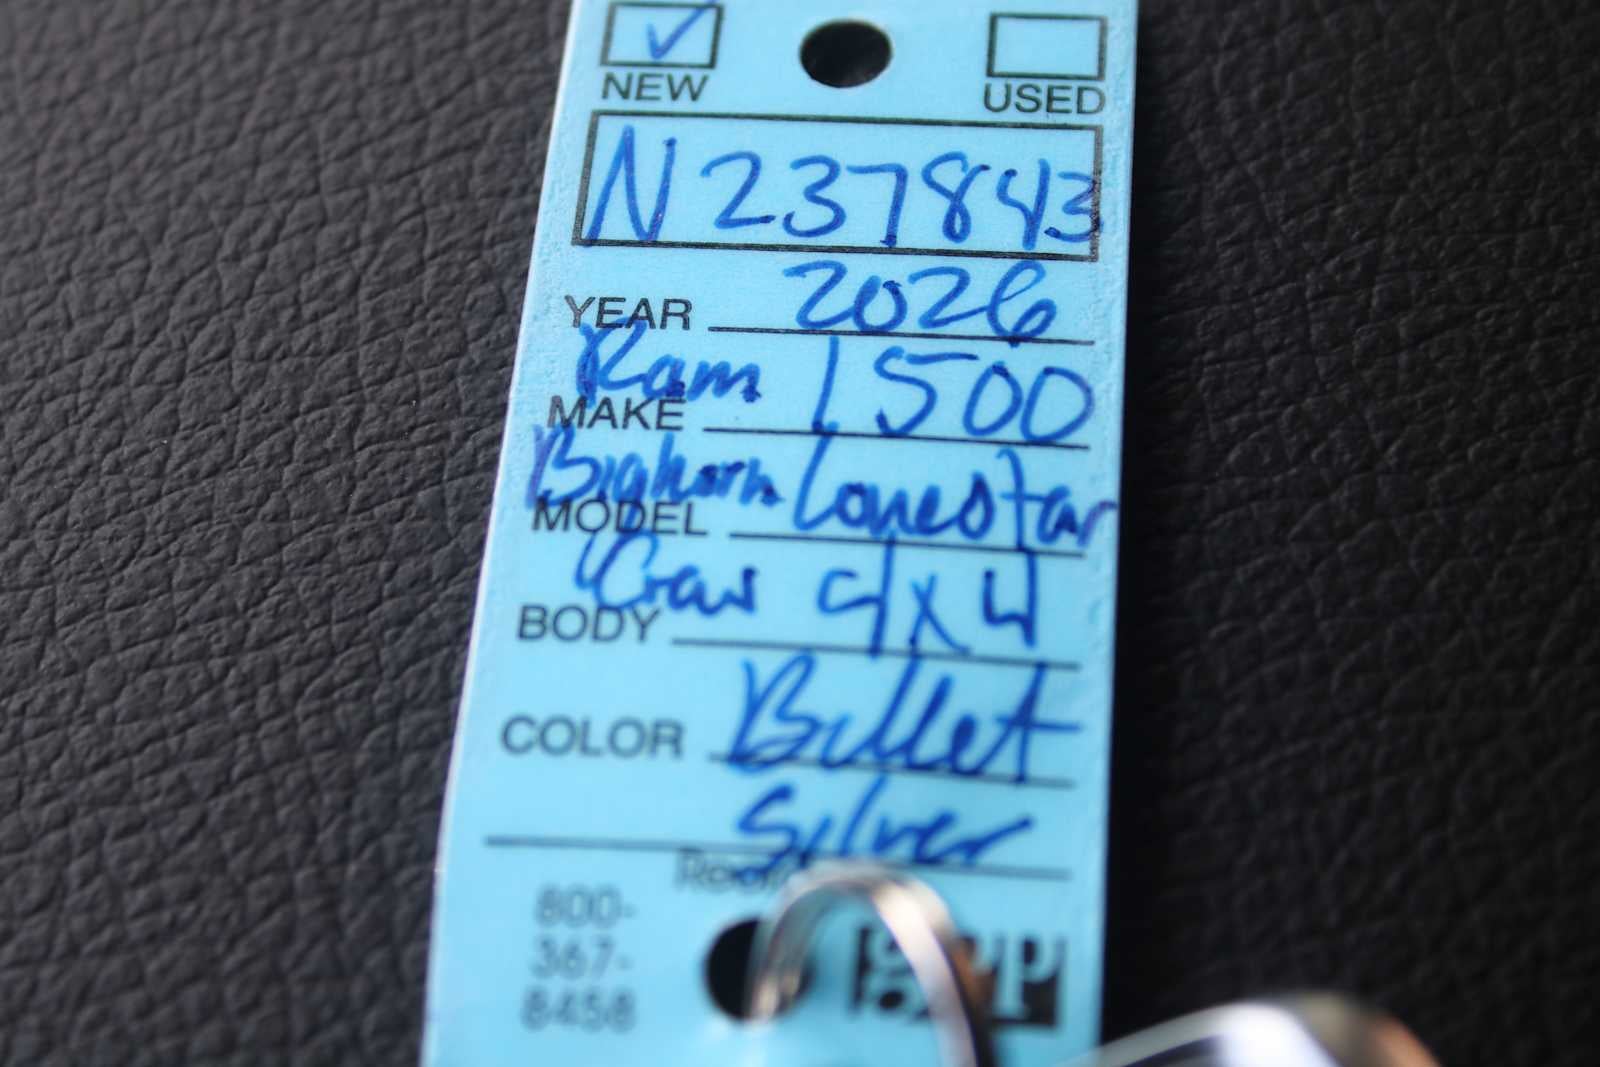 ✓
NEW USED
N237843
YEAR 2026
Ram 1500
MAKE
Bighorn Lonestar
MODEL
Crew 4x4
BODY
COLOR Bullet
Silver
800-
367-
8458